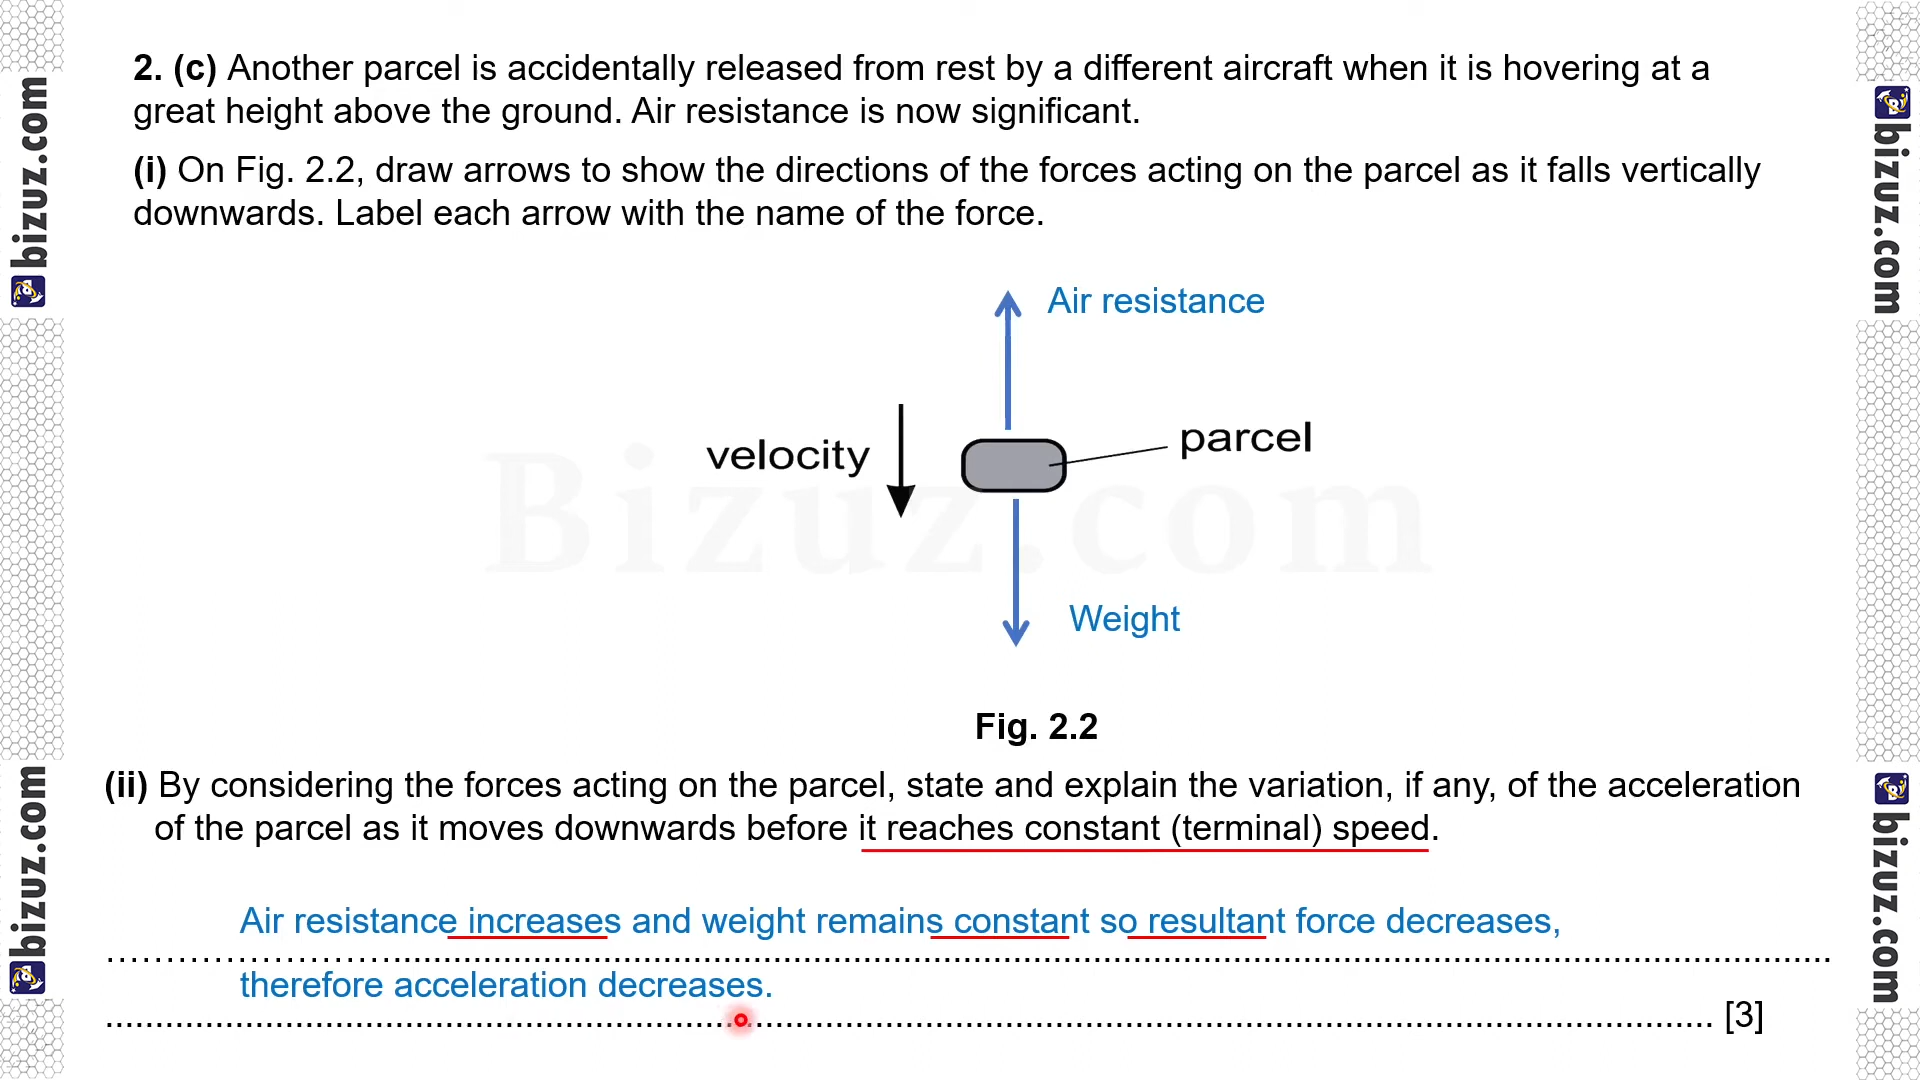 2. (c) Another parcel is accidentally released from rest by a different aircraft when it is hovering at a
great height above the ground. Air resistance is now significant.
(i) On Fig. 2.2, draw arrows to show the directions of the forces acting on the parcel as it falls vertically
downwards. Label each arrow with the name of the force.
Air resistance
parcel
velocity
Bizuz.com
Weight
Fig. 2.2
(ii) By considering the forces acting on the parcel, state and explain the variation, if any, of the acceleration
of the parcel as it moves downwards before it reaches constant (terminal) speed.
Air resistance increases and weight remains constant so resultant force decreases,
therefore acceleration decreases.
[3]
bizuz.com
bizuz.com
bizuz.com
bizuz.com